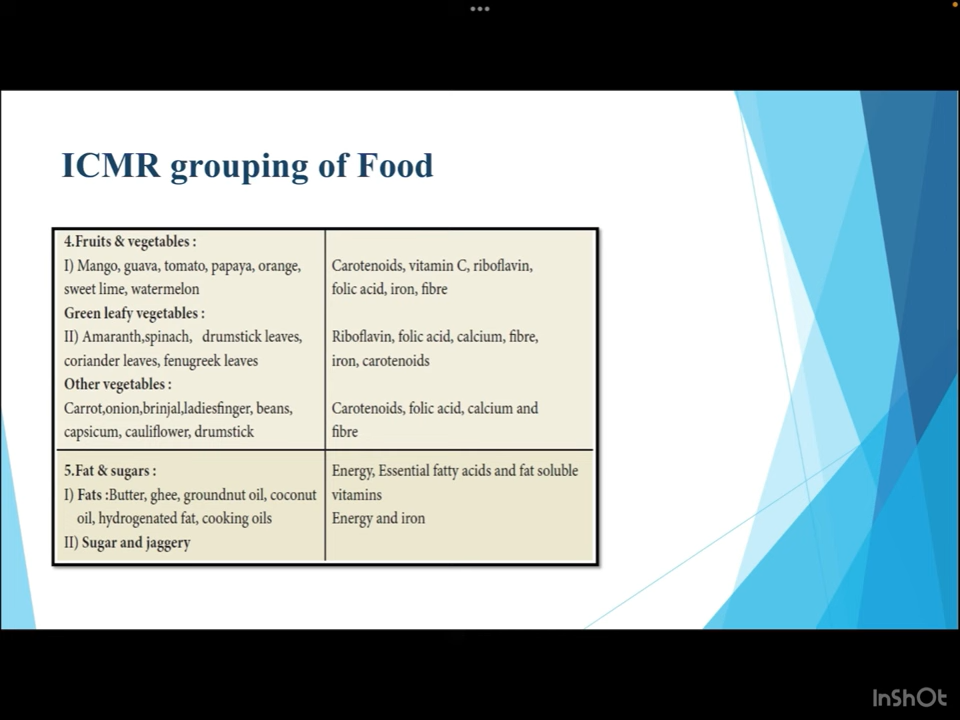 ICMR grouping of Food
4.Fruits & vegetables :
I) Mango, guava, tomato, papaya, orange,
sweet lime, watermelon
Carotenoids, vitamin C, riboflavin,
folic acid, iron, fibre
Green leafy vegetables :
II) Amaranth,spinach, drumstick leaves,
coriander leaves, fenugreek leaves
Riboflavin, folic acid, calcium, fibre,
iron, carotenoids
Other vegetables :
Carrot,onion,brinjal,ladiesfinger, beans,
capsicum, cauliflower, drumstick
Carotenoids, folic acid, calcium and
fibre
5.Fat & sugars :
I) Fats :Butter, ghee, groundnut oil, coconut
oil, hydrogenated fat, cooking oils
II) Sugar and jaggery
Energy, Essential fatty acids and fat soluble
vitamins
Energy and iron
InShOt